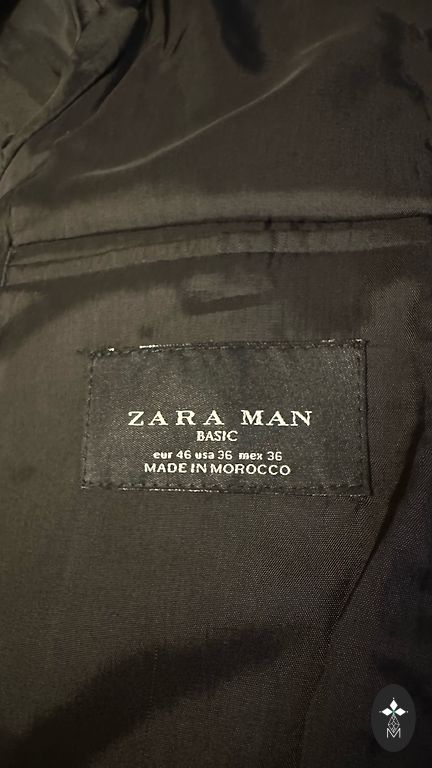 ZARA MAN
BASIC
eur 46 usa 36 mex 36
MADE IN MOROCCO
M